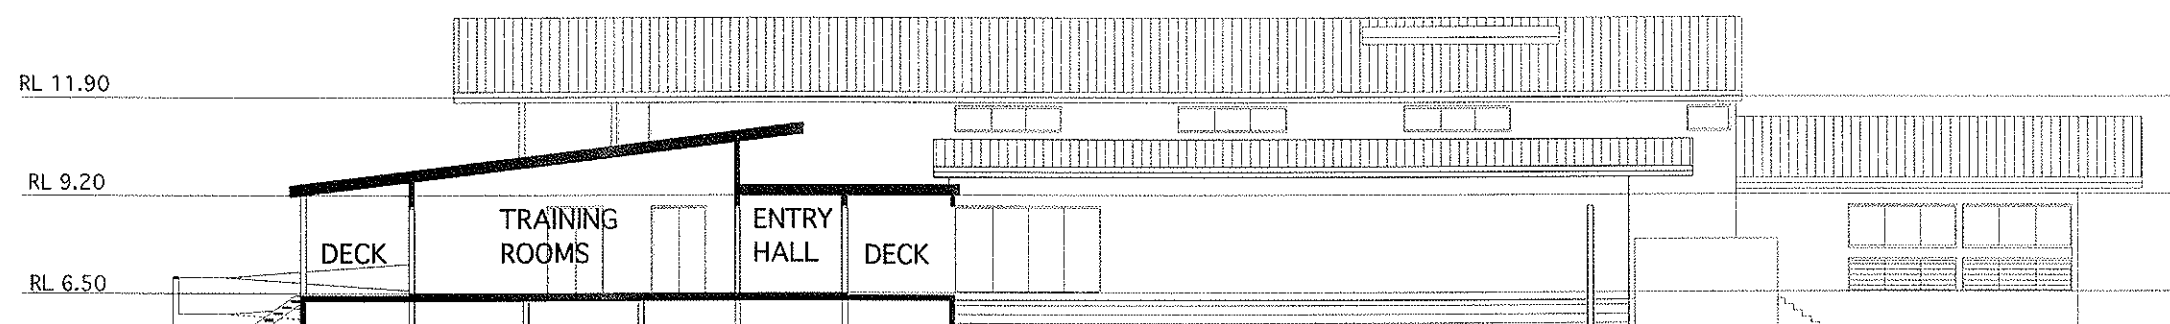 RL 11.90
RL 9.20
TRAINING
ROOMS
ENTRY
HALL
DECK
DECK
RL 6.50